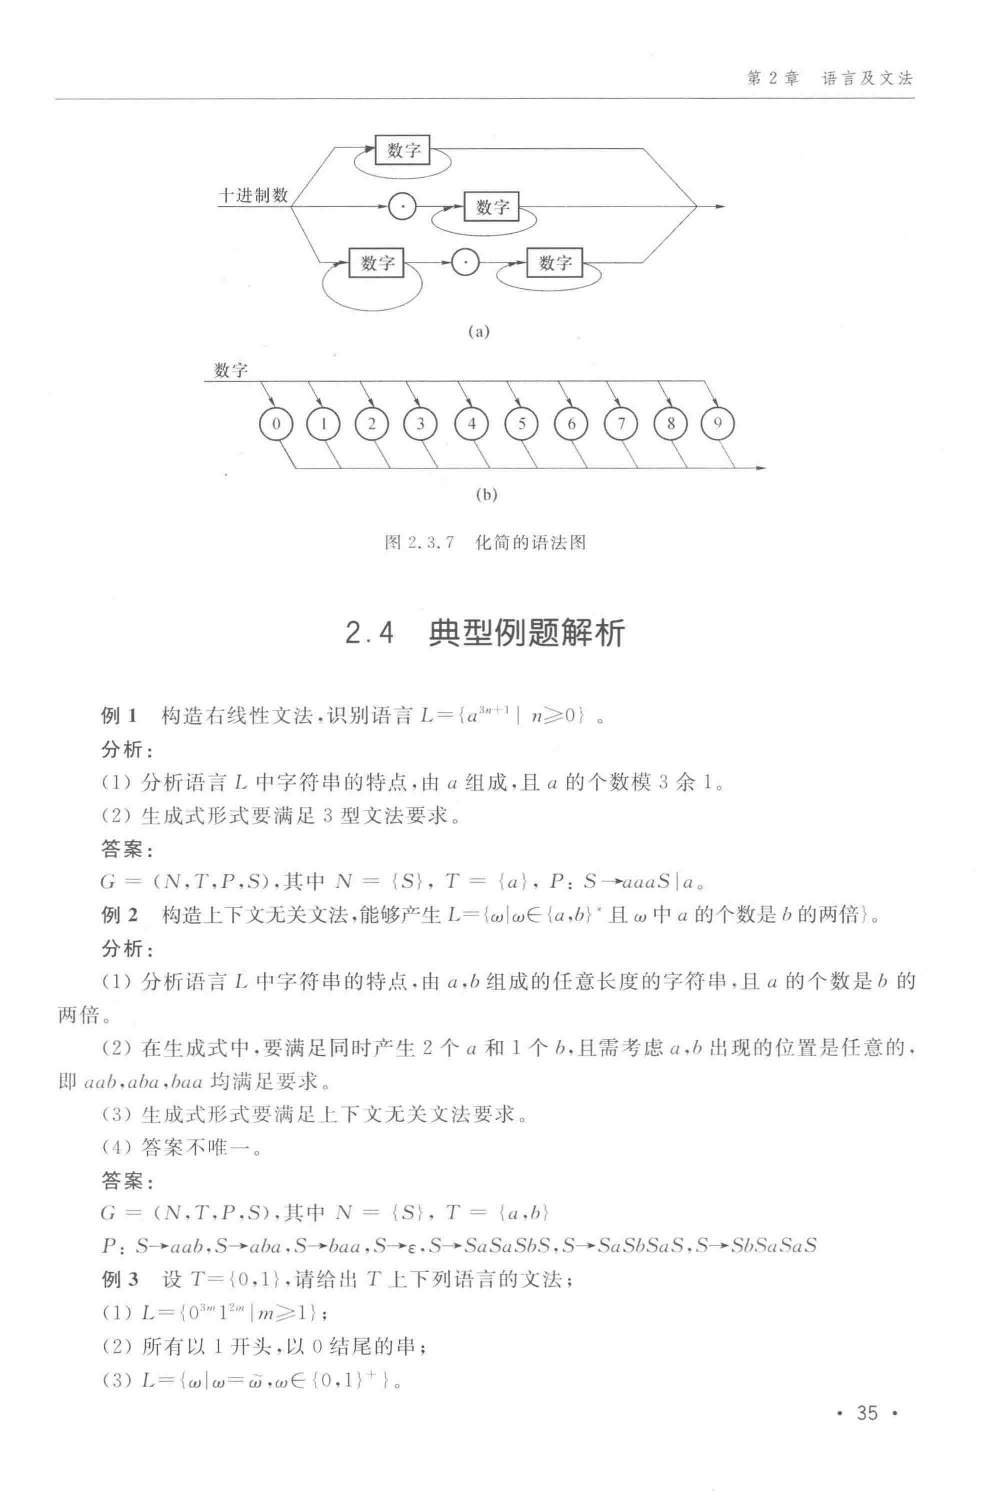 第 2 章　语言及文法
数字
十进制数
·
数字
数字
·
数字
(a)
数字
0 1 2 3 4 5 6 7 8 9
(b)
图 2.3.7　化简的语法图
2.4　典型例题解析
例 1　构造右线性文法,识别语言 L={a³ⁿ⁺¹| n≥0}。
分析:
(1) 分析语言 L 中字符串的特点,由 a 组成,且 a 的个数模 3 余 1。
(2) 生成式形式要满足 3 型文法要求。
答案:
G = (N,T,P,S),其中 N = {S}, T = {a}, P: S→aaaS|a。
例 2　构造上下文无关文法,能够产生 L={ω|ω∈{a,b}* 且 ω 中 a 的个数是 b 的两倍}。
分析:
(1) 分析语言 L 中字符串的特点,由 a,b 组成的任意长度的字符串,且 a 的个数是 b 的
两倍。
(2) 在生成式中,要满足同时产生 2 个 a 和 1 个 b,且需考虑 a,b 出现的位置是任意的,
即 aab,aba,baa 均满足要求。
(3) 生成式形式要满足上下文无关文法要求。
(4) 答案不唯一。
答案:
G = (N,T,P,S),其中 N = {S}, T = {a,b}
P: S→aab,S→aba,S→baa,S→ε,S→SaSaSbS,S→SaSbSaS,S→SbSaSaS
例 3　设 T={0,1},请给出 T 上下列语言的文法;
(1) L={0³ᵐ1²ᵐ|m≥1};
(2) 所有以 1 开头,以 0 结尾的串;
(3) L={ω|ω=ω̃,ω∈{0,1}⁺}。
· 35 ·